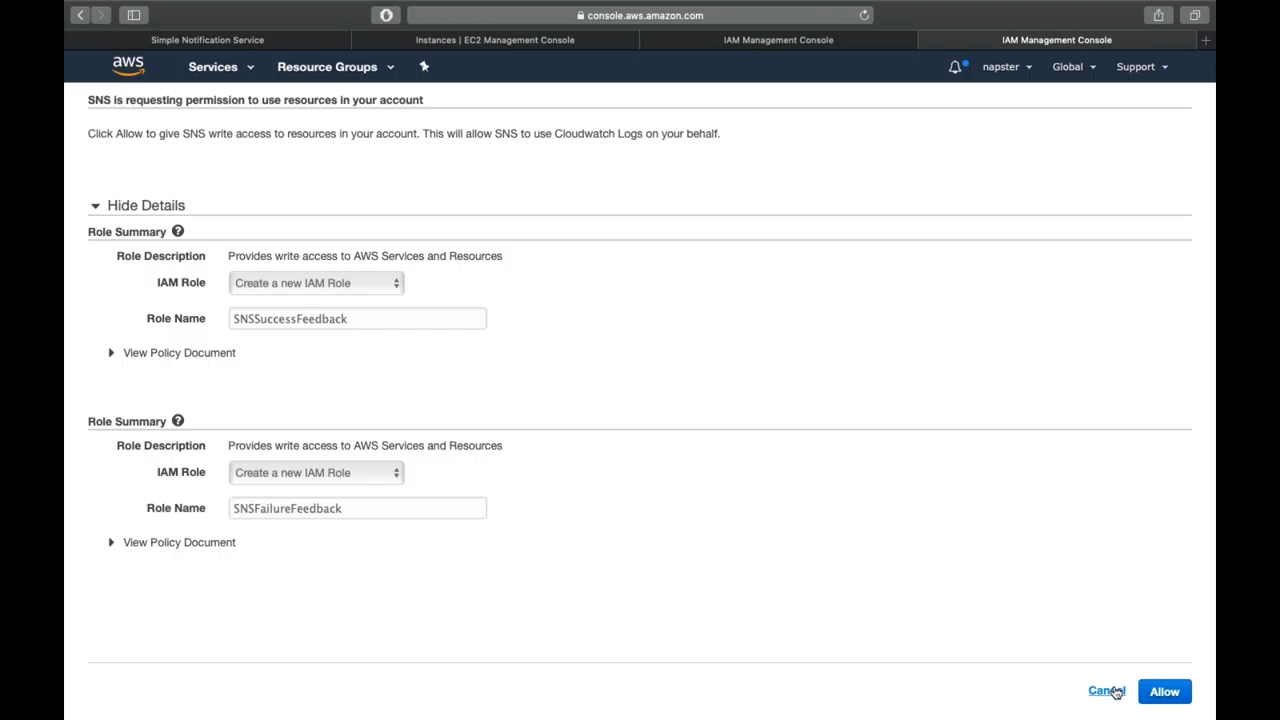 console.aws.amazon.com
Simple Notification Service
Instances | EC2 Management Console
IAM Management Console
IAM Management Console
aws
Services
Resource Groups
napster
Global
Support
SNS is requesting permission to use resources in your account
Click Allow to give SNS write access to resources in your account. This will allow SNS to use Cloudwatch Logs on your behalf.
Hide Details
Role Summary ?
Role Description Provides write access to AWS Services and Resources
IAM Role Create a new IAM Role
Role Name SNSSuccessFeedback
View Policy Document
Role Summary ?
Role Description Provides write access to AWS Services and Resources
IAM Role Create a new IAM Role
Role Name SNSFailureFeedback
View Policy Document
Cancel Allow